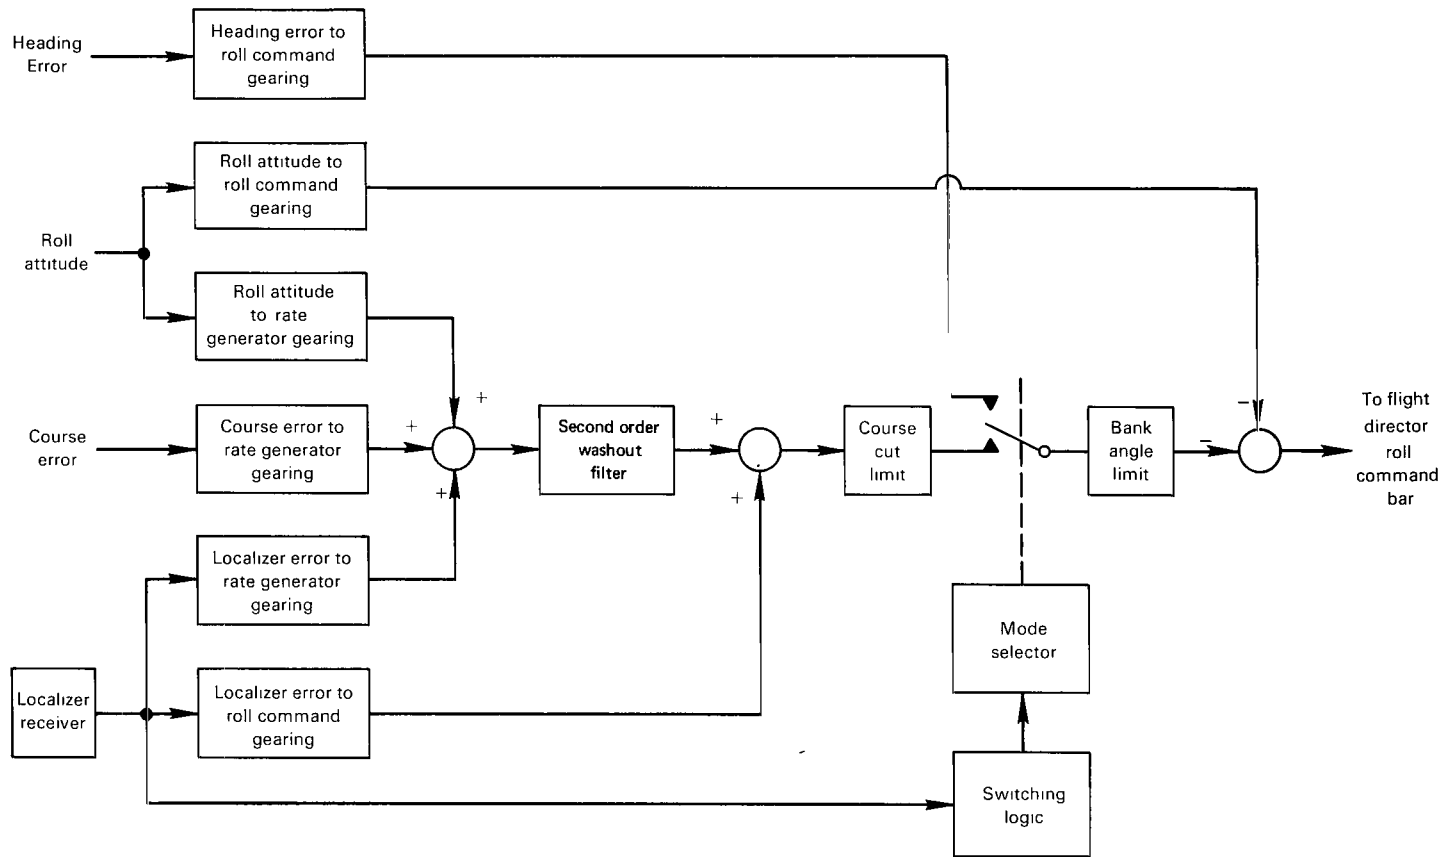 Heading
Error
Heading error to
roll command
gearing
Roll attitude to
roll command
gearing
Roll
attitude
Roll attitude
to rate
generator gearing
Course
error
Course error to
rate generator
gearing
+
+
+
Second order
washout
filter
+
+
Course
cut
limit
Bank
angle
limit
−
−
To flight
director
roll
command
bar
Localizer error to
rate generator
gearing
Localizer
receiver
Localizer error to
roll command
gearing
Mode
selector
Switching
logic